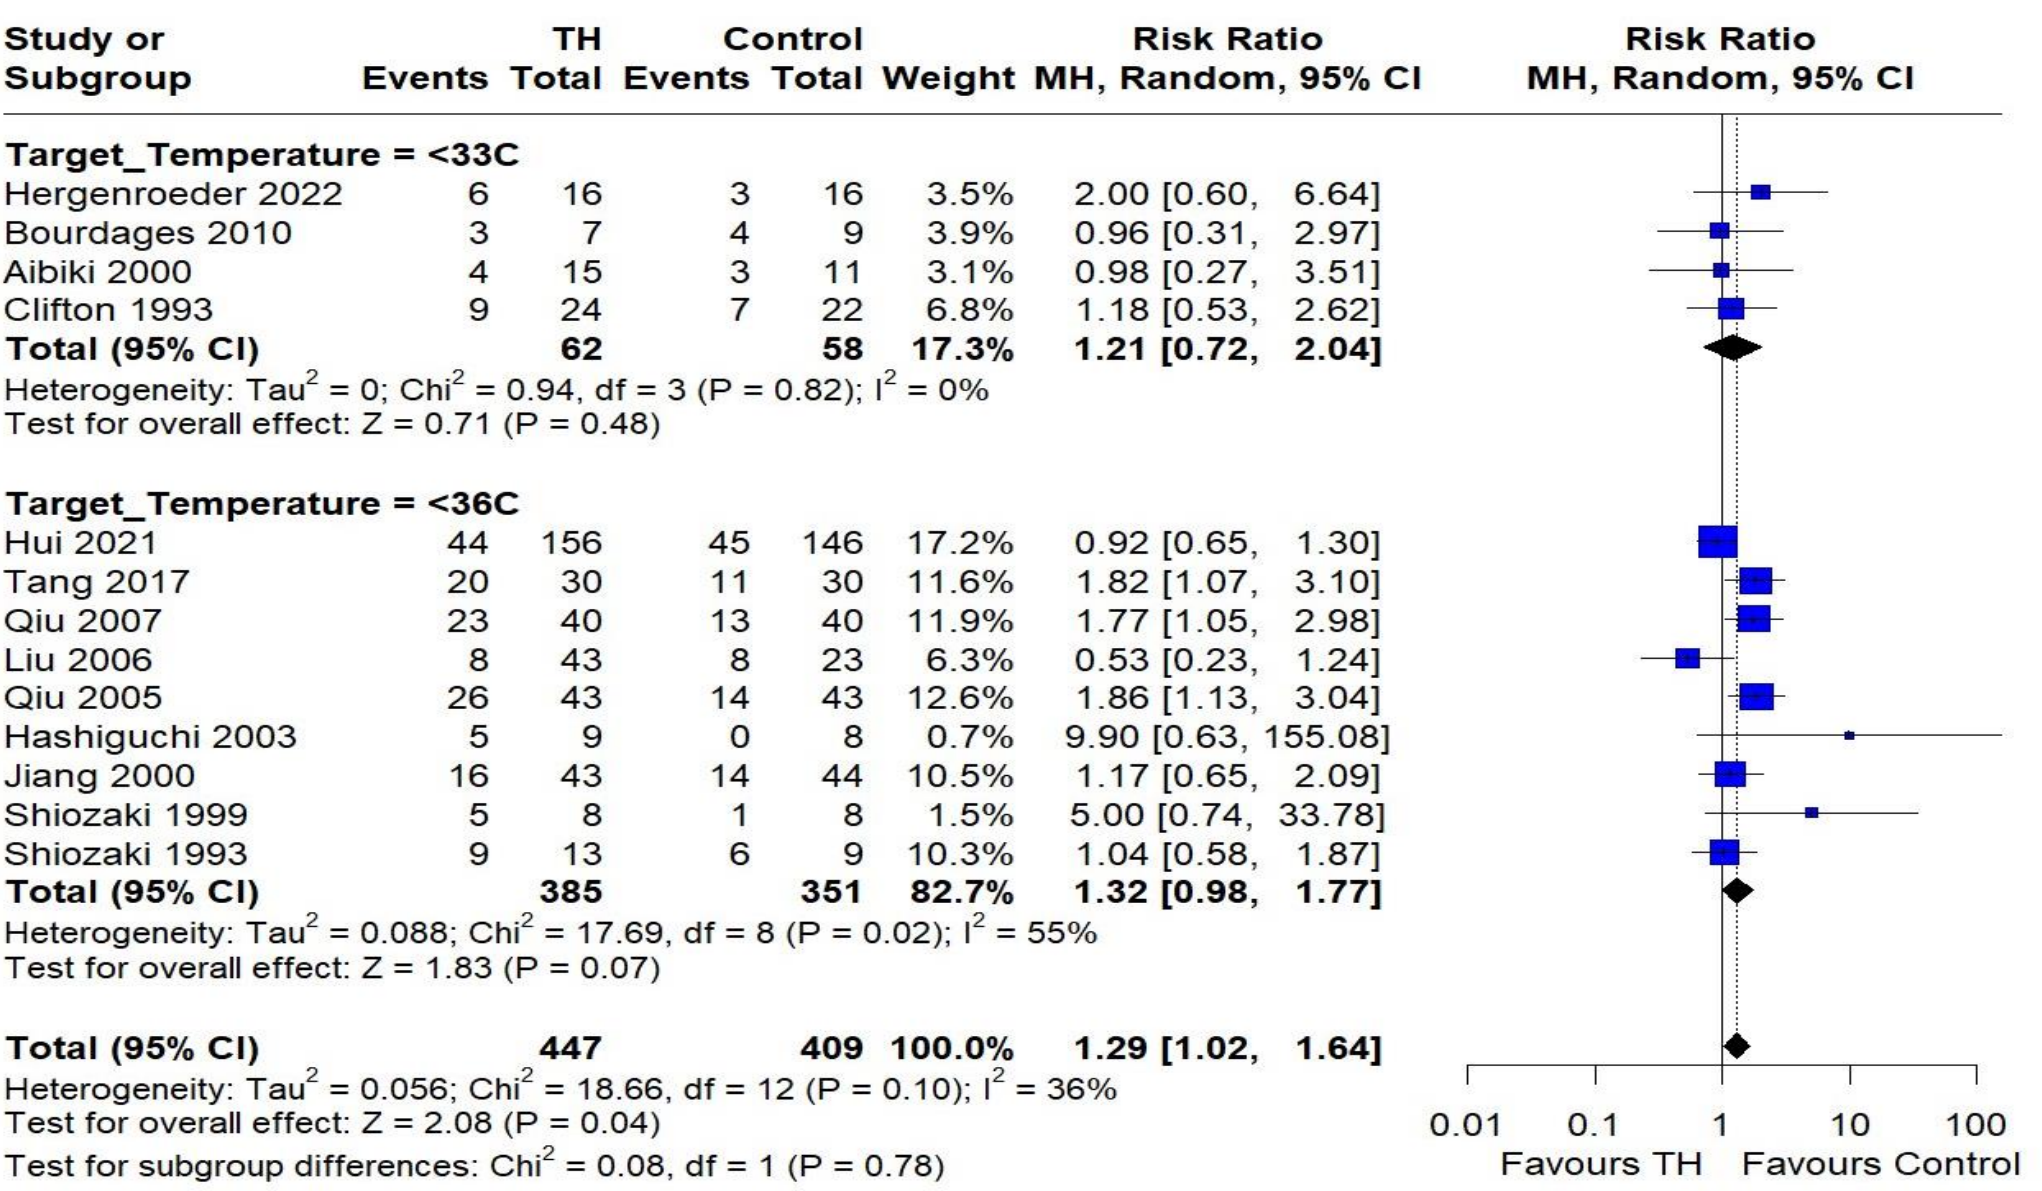 Study or TH Control Risk Ratio Risk Ratio
Subgroup Events Total Events Total Weight MH, Random, 95% CI MH, Random, 95% CI
Target_Temperature = <33C
Hergenroeder 2022 6 16 3 16 3.5% 2.00 [0.60, 6.64]
Bourdages 2010 3 7 4 9 3.9% 0.96 [0.31, 2.97]
Aibiki 2000 4 15 3 11 3.1% 0.98 [0.27, 3.51]
Clifton 1993 9 24 7 22 6.8% 1.18 [0.53, 2.62]
Total (95% CI) 62 58 17.3% 1.21 [0.72, 2.04]
Heterogeneity: Tau² = 0; Chi² = 0.94, df = 3 (P = 0.82); I² = 0%
Test for overall effect: Z = 0.71 (P = 0.48)
Target_Temperature = <36C
Hui 2021 44 156 45 146 17.2% 0.92 [0.65, 1.30]
Tang 2017 20 30 11 30 11.6% 1.82 [1.07, 3.10]
Qiu 2007 23 40 13 40 11.9% 1.77 [1.05, 2.98]
Liu 2006 8 43 8 23 6.3% 0.53 [0.23, 1.24]
Qiu 2005 26 43 14 43 12.6% 1.86 [1.13, 3.04]
Hashiguchi 2003 5 9 0 8 0.7% 9.90 [0.63, 155.08]
Jiang 2000 16 43 14 44 10.5% 1.17 [0.65, 2.09]
Shiozaki 1999 5 8 1 8 1.5% 5.00 [0.74, 33.78]
Shiozaki 1993 9 13 6 9 10.3% 1.04 [0.58, 1.87]
Total (95% CI) 385 351 82.7% 1.32 [0.98, 1.77]
Heterogeneity: Tau² = 0.088; Chi² = 17.69, df = 8 (P = 0.02); I² = 55%
Test for overall effect: Z = 1.83 (P = 0.07)
Total (95% CI) 447 409 100.0% 1.29 [1.02, 1.64]
Heterogeneity: Tau² = 0.056; Chi² = 18.66, df = 12 (P = 0.10); I² = 36%
Test for overall effect: Z = 2.08 (P = 0.04)
0.01 0.1 1 10 100
Test for subgroup differences: Chi² = 0.08, df = 1 (P = 0.78)
Favours TH Favours Control